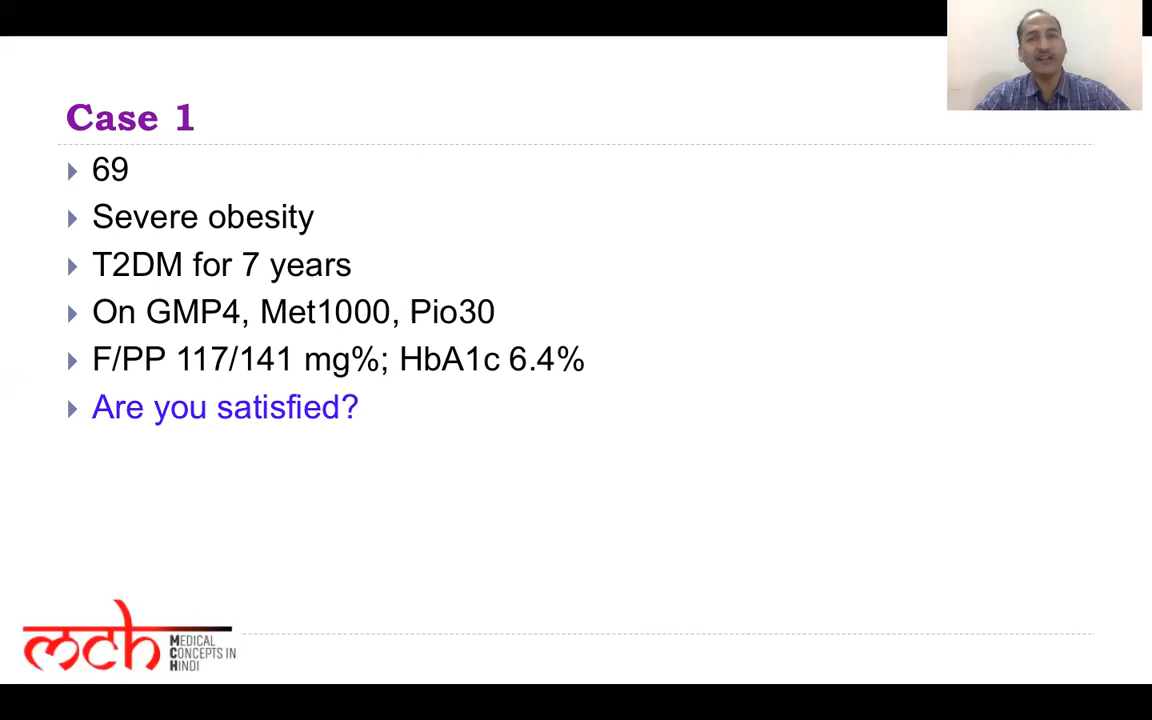 Case 1
69
Severe obesity
T2DM for 7 years
On GMP4, Met1000, Pio30
F/PP 117/141 mg%; HbA1c 6.4%
Are you satisfied?
mch
MEDICAL
CONCEPTS IN
HINDI